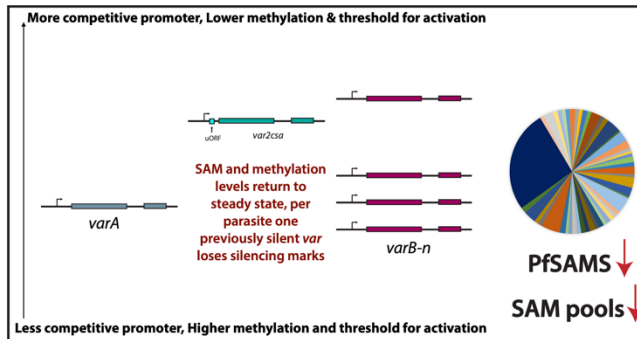 More competitive promoter, Lower methylation & threshold for activation
uORF
var2csa
SAM and methylation
levels return to
steady state, per
parasite one
previously silent var
loses silencing marks
varA
varB-n
PfSAMS
SAM pools
Less competitive promoter, Higher methylation and threshold for activation